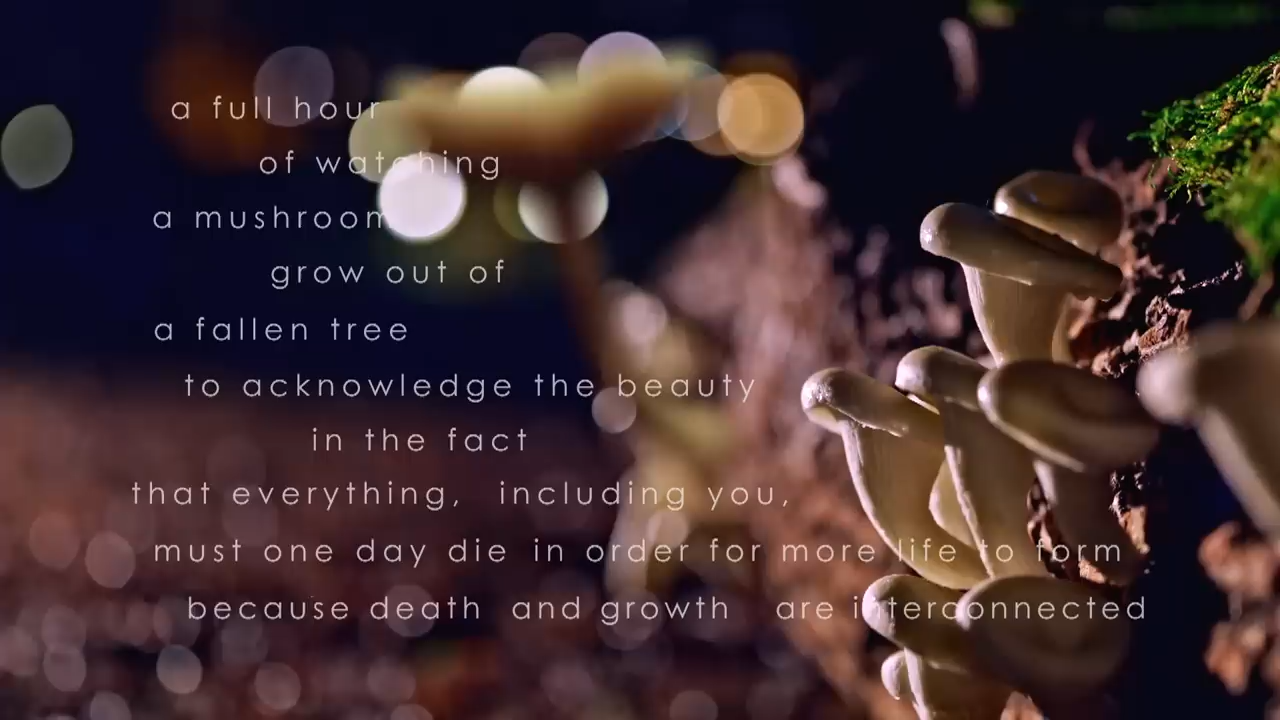 a full hour
of watching
a mushroom
grow out of
a fallen tree
to acknowledge the beauty
in the fact
that everything, including you,
must one day die in order for more life to form
because death and growth are interconnected